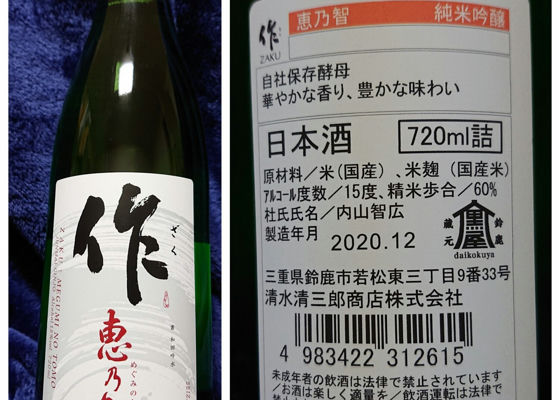 作
ざく
ZAKU MEGUMI NO TOMO
恵乃
めぐみの
作
ZAKU
恵乃智
純米吟醸
自社保存酵母
華やかな香り、豊かな味わい
日本酒
720ml詰
原材料／米(国産)、米麹(国産米)
アルコール度数／15度、精米歩合／60%
杜氏氏名／内山智広
製造年月 2020.12
蔵元
鈴鹿
daikokuya
三重県鈴鹿市若松東三丁目9番33号
清水清三郎商店株式会社
4 983422 312615
未成年者の飲酒は法律で禁止されています
／お酒は楽しく適量を／飲酒運転は法律で